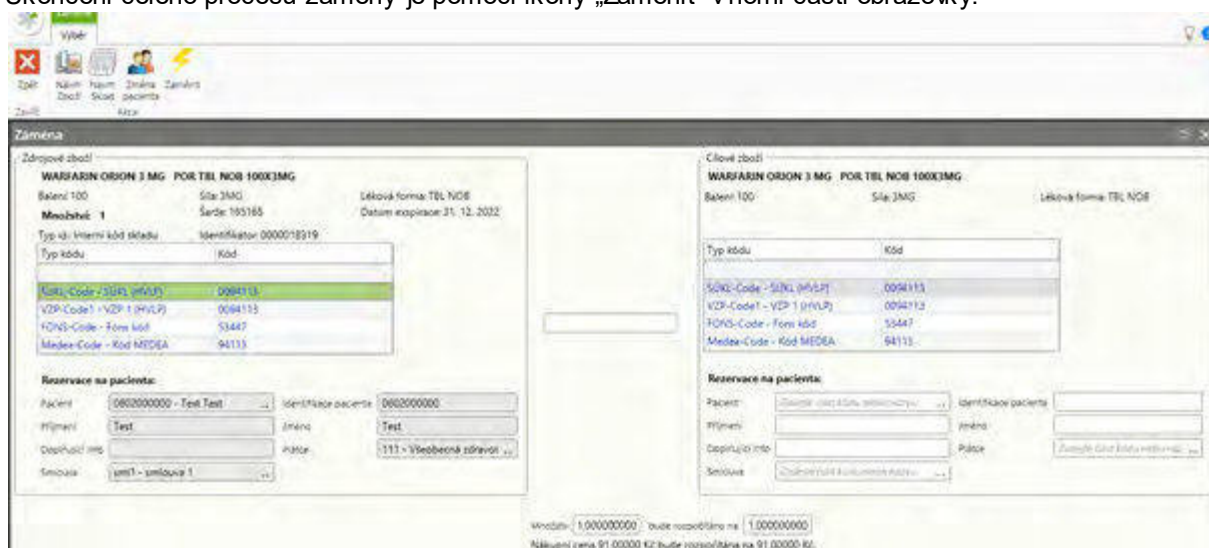 Skončení celého procesu záměny je pomocí ikony „Zaměnit“ v horní části obrazovky.
Výběr
Zpět
Návrh Zboží
Návrh Sklad
Změna pacienta
Zaměnit
Zavřít
Akce
Záměna
Zdrojové zboží
WARFARIN ORION 3 MG POR TBL NOB 100X3MG
Balení: 100 Síla: 3MG Léková forma: TBL NOB
Množství: 1 Šarže: 165165 Datum expirace: 31. 12. 2022
Typ id.: Interní kód skladu Identifikátor: 0000018319
Typ kódu Kód
SÚKL-Code - SÚKL (HVLP) 0094113
VZP-Code1 - VZP 1 (HVLP) 0094113
FONS-Code - Fons kód 53447
Medea-Code - Kód MEDEA 94113
Rezervace na pacienta:
Pacient 0802000000 - Test Test ... Identifikace pacienta 0802000000
Příjmení Test Jméno Test
Doplňující info Plátce 111 - Všeobecná zdravot ...
Smlouva sml1 - smlouva 1 ...
Cílové zboží
WARFARIN ORION 3 MG POR TBL NOB 100X3MG
Balení: 100 Síla: 3MG Léková forma: TBL NOB
Typ kódu Kód
SÚKL-Code - SÚKL (HVLP) 0094113
VZP-Code1 - VZP 1 (HVLP) 0094113
FONS-Code - Fons kód 53447
Medea-Code - Kód MEDEA 94113
Rezervace na pacienta:
Pacient ... Identifikace pacienta
Příjmení Jméno
Doplňující info Plátce ...
Smlouva ...
Množství 1.000000000 bude rozpočítáno na 1.000000000
Nákupní cena 91.00000 Kč bude rozpočítána na 91.00000 Kč.